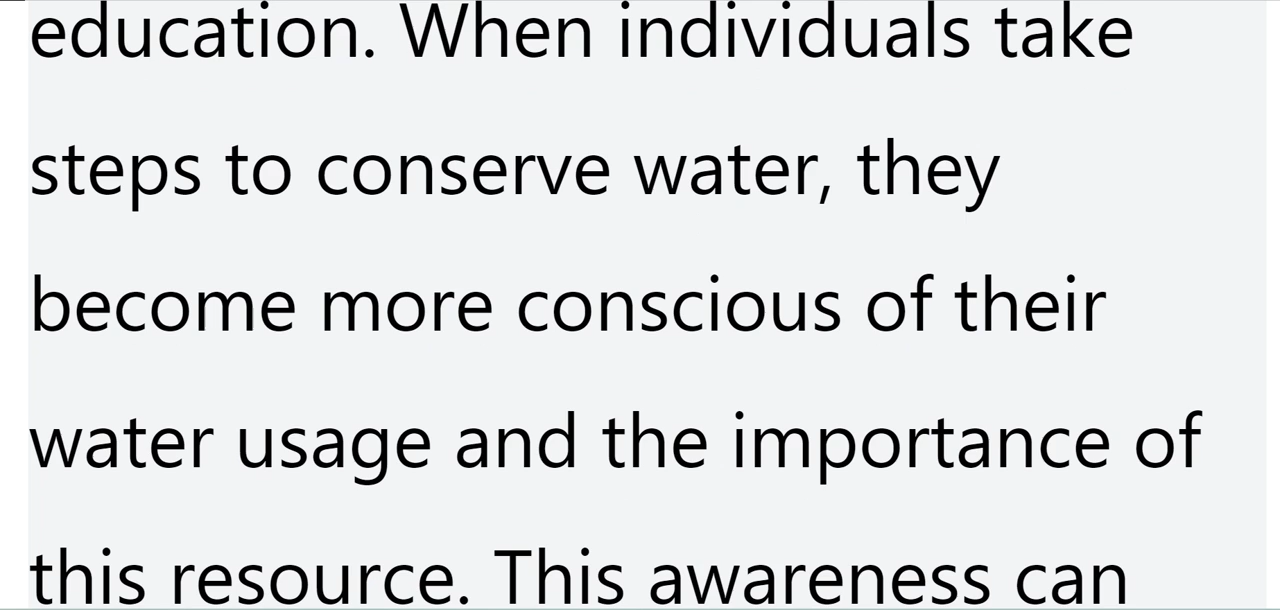 education. When individuals take
steps to conserve water, they
become more conscious of their
water usage and the importance of
this resource. This awareness can